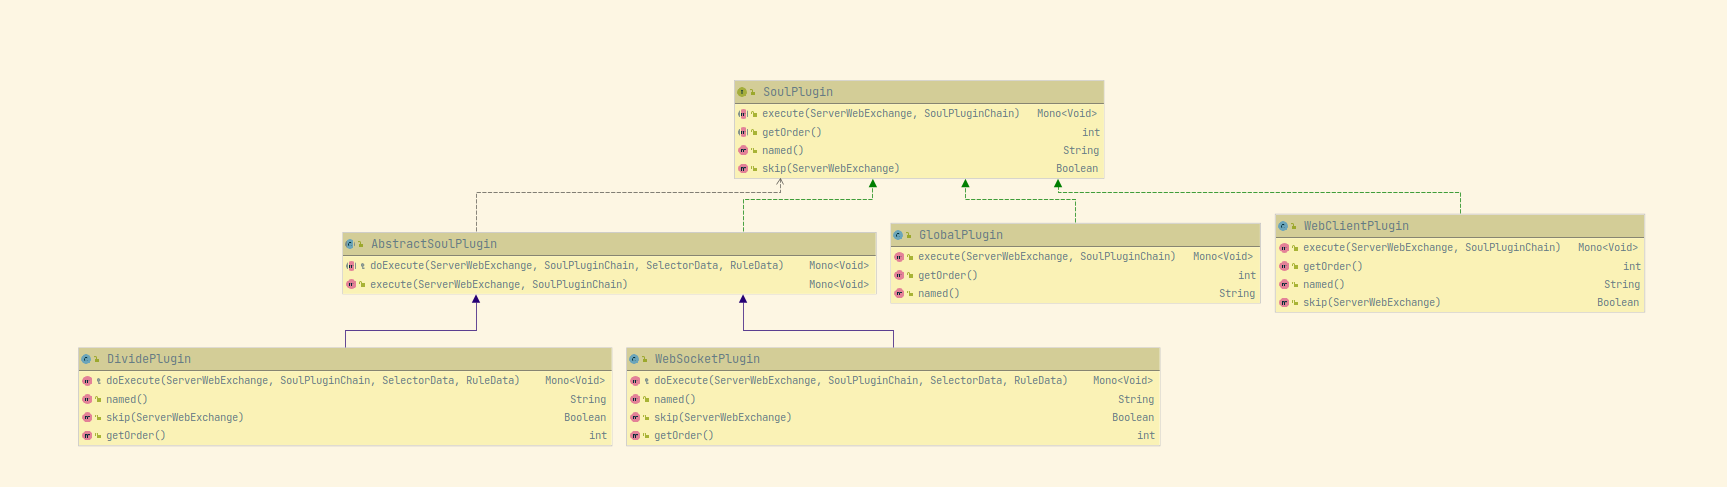 SoulPlugin
execute(ServerWebExchange, SoulPluginChain) Mono<Void>
getOrder() int
named() String
skip(ServerWebExchange) Boolean
AbstractSoulPlugin
doExecute(ServerWebExchange, SoulPluginChain, SelectorData, RuleData) Mono<Void>
execute(ServerWebExchange, SoulPluginChain) Mono<Void>
GlobalPlugin
execute(ServerWebExchange, SoulPluginChain) Mono<Void>
getOrder() int
named() String
WebClientPlugin
execute(ServerWebExchange, SoulPluginChain) Mono<Void>
getOrder() int
named() String
skip(ServerWebExchange) Boolean
DividePlugin
doExecute(ServerWebExchange, SoulPluginChain, SelectorData, RuleData) Mono<Void>
named() String
skip(ServerWebExchange) Boolean
getOrder() int
WebSocketPlugin
doExecute(ServerWebExchange, SoulPluginChain, SelectorData, RuleData) Mono<Void>
named() String
skip(ServerWebExchange) Boolean
getOrder() int